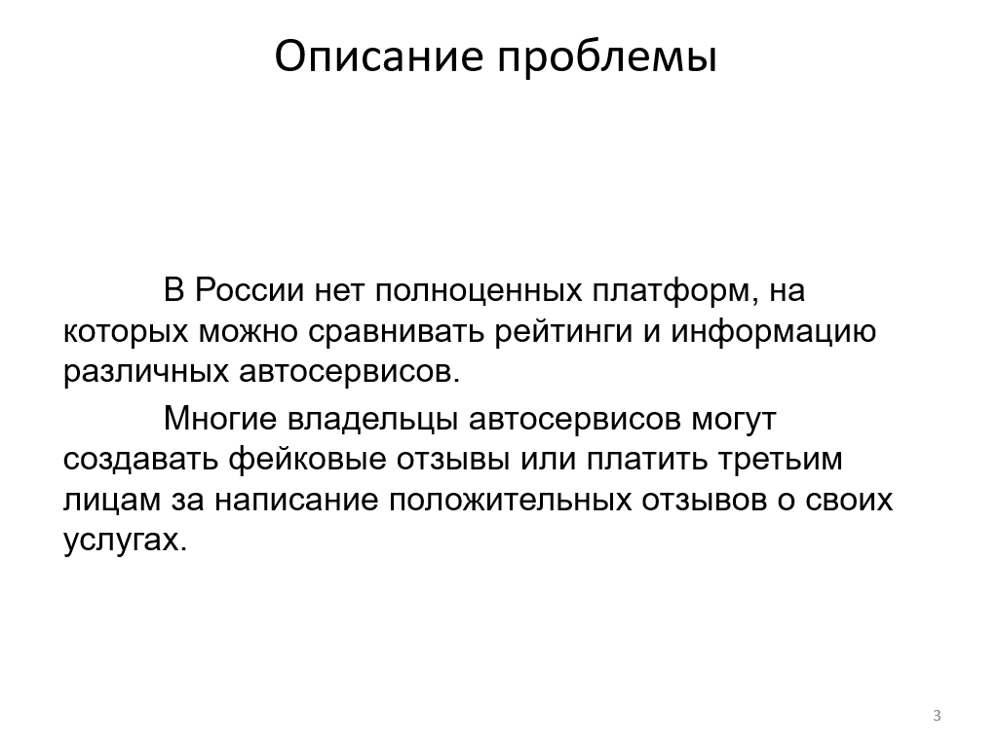 Описание проблемы
В России нет полноценных платформ, на
которых можно сравнивать рейтинги и информацию
различных автосервисов.
Многие владельцы автосервисов могут
создавать фейковые отзывы или платить третьим
лицам за написание положительных отзывов о своих
услугах.
3